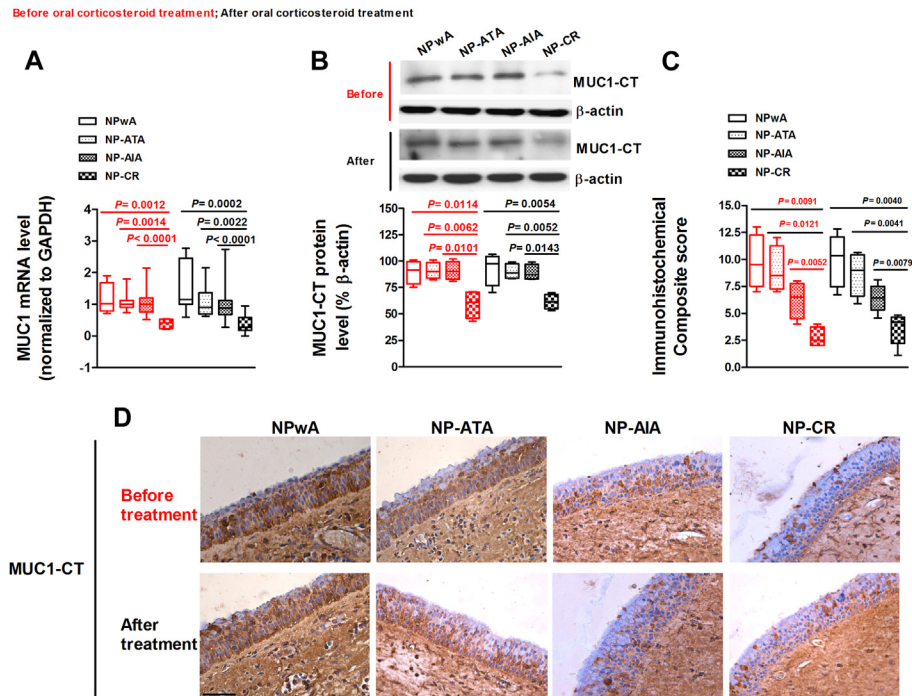 Before oral corticosteroid treatment; After oral corticosteroid treatment
A
NPwA
NP-ATA
NP-AIA
NP-CR
P= 0.0012
P= 0.0014
P< 0.0001
P= 0.0002
P= 0.0022
P< 0.0001
MUC1 mRNA level
(normalized to GAPDH)
4
3
2
1
0
-1
B
NPwA
NP-ATA
NP-AIA
NP-CR
Before
MUC1-CT
β-actin
After
MUC1-CT
β-actin
P= 0.0114
P= 0.0062
P= 0.0101
P= 0.0054
P= 0.0052
P= 0.0143
MUC1-CT protein
level (% β-actin)
150
125
100
75
50
25
0
C
NPwA
NP-ATA
NP-AIA
NP-CR
P= 0.0091
P= 0.0121
P= 0.0052
P= 0.0040
P= 0.0041
P= 0.0079
Immunohistochemical
Composite score
15.0
12.5
10.0
7.5
5.0
2.5
0
D
NPwA
NP-ATA
NP-AIA
NP-CR
MUC1-CT
Before
treatment
After
treatment